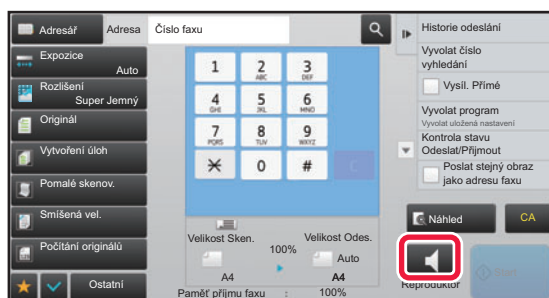 Adresář
Adresa
Číslo faxu
Expozice
Auto
Rozlišení
Super Jemný
Originál
Vytvoření úloh
Pomalé skenov.
Smíšená vel.
Počítání originálů
Ostatní
1
2
ABC
3
DEF
4
GHI
5
JKL
6
MNO
7
PQRS
8
TUV
9
WXYZ
0
#
C
Velikost Sken.
100%
Velikost Odes.
Auto
A4
A4
Paměť příjmu faxu : 100%
Historie odeslání
Vyvolat číslo
vyhledání
Vysíl. Přímé
Vyvolat program
Vyvolat uložená nastavení
Kontrola stavu
Odeslat/Přijmout
Poslat stejný obraz
jako adresu faxu
Náhled
CA
Reproduktor
Start